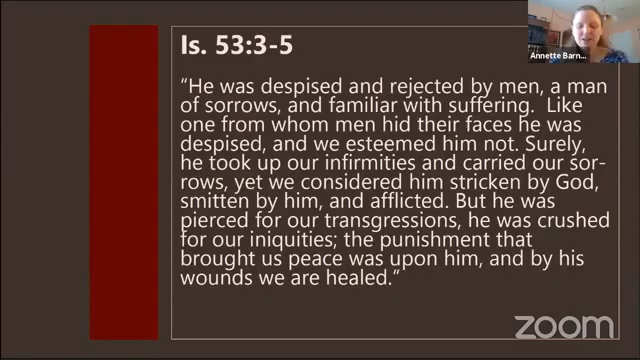 Is. 53:3-5
Annette Barn...
“He was despised and rejected by men, a man
of sorrows, and familiar with suffering.  Like
one from whom men hid their faces he was
despised, and we esteemed him not. Surely,
he took up our infirmities and carried our sor-
rows, yet we considered him stricken by God,
smitten by him, and afflicted. But he was
pierced for our transgressions, he was crushed
for our iniquities; the punishment that
brought us peace was upon him, and by his
wounds we are healed.”
zoom